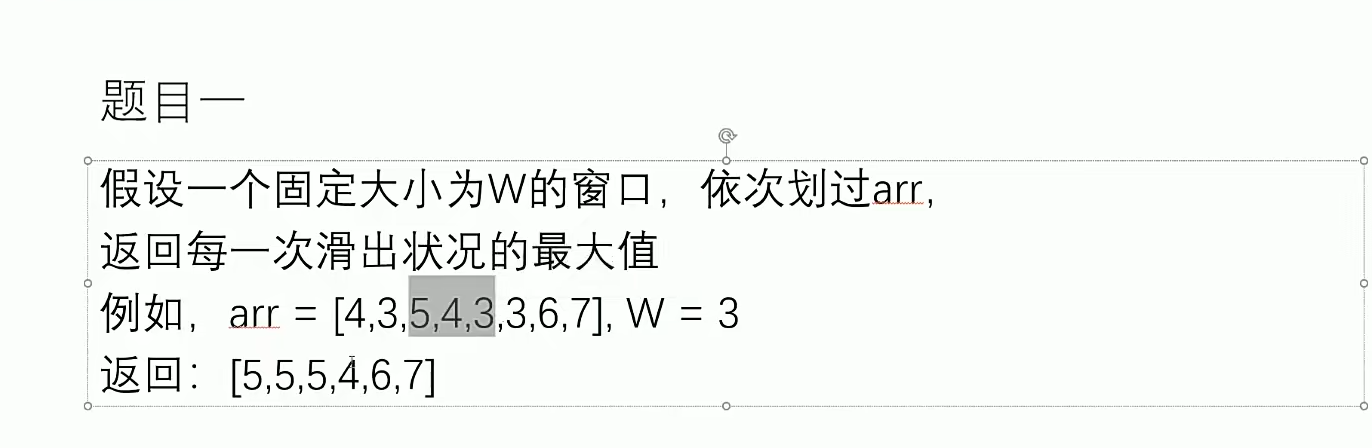 题目一
假设一个固定大小为W的窗口，依次划过arr,
返回每一次滑出状况的最大值
例如，arr = [4,3,5,4,3,3,6,7], W = 3
返回：[5,5,5,4,6,7]